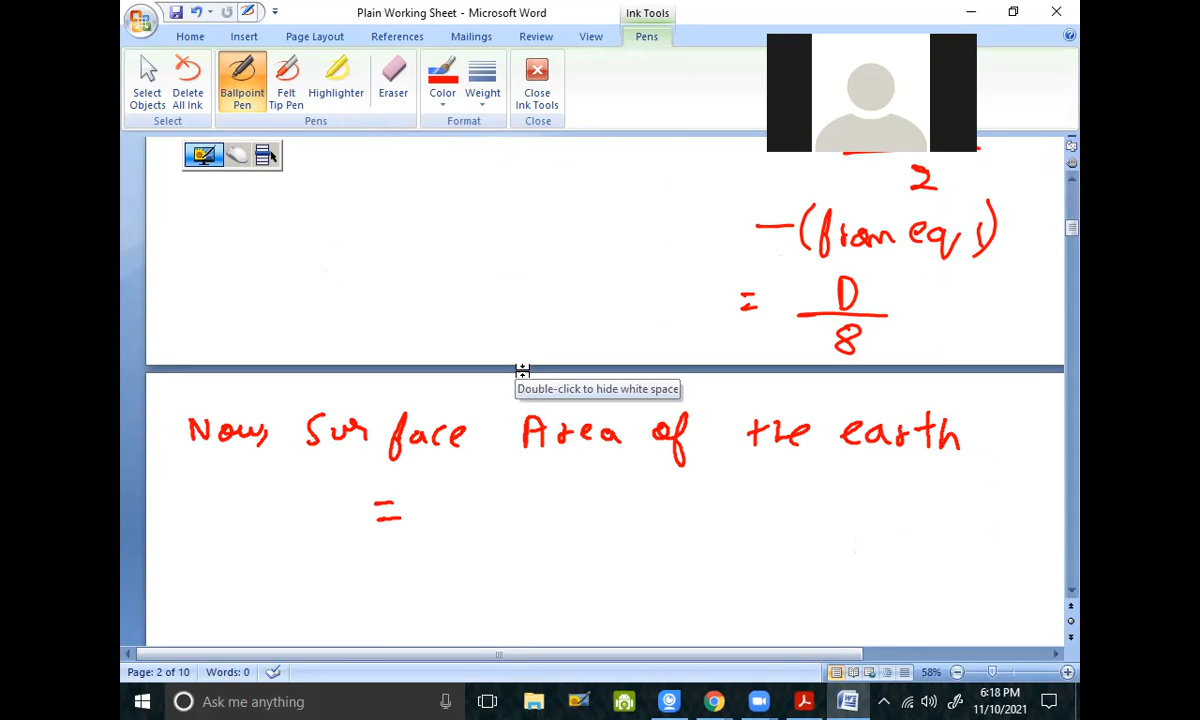 Plain Working Sheet - Microsoft Word
Ink Tools
Home Insert Page Layout References Mailings Review View Pens
Select Objects
Delete All Ink
Ballpoint Pen
Felt Tip Pen
Highlighter
Eraser
Color
Weight
Close Ink Tools
Select Pens Format Close
2
- (from eq 1)
= D
8
Double-click to hide white space
Now, Surface Area of the earth
=
Page: 2 of 10 Words: 0 58%
Ask me anything
6:18 PM
11/10/2021